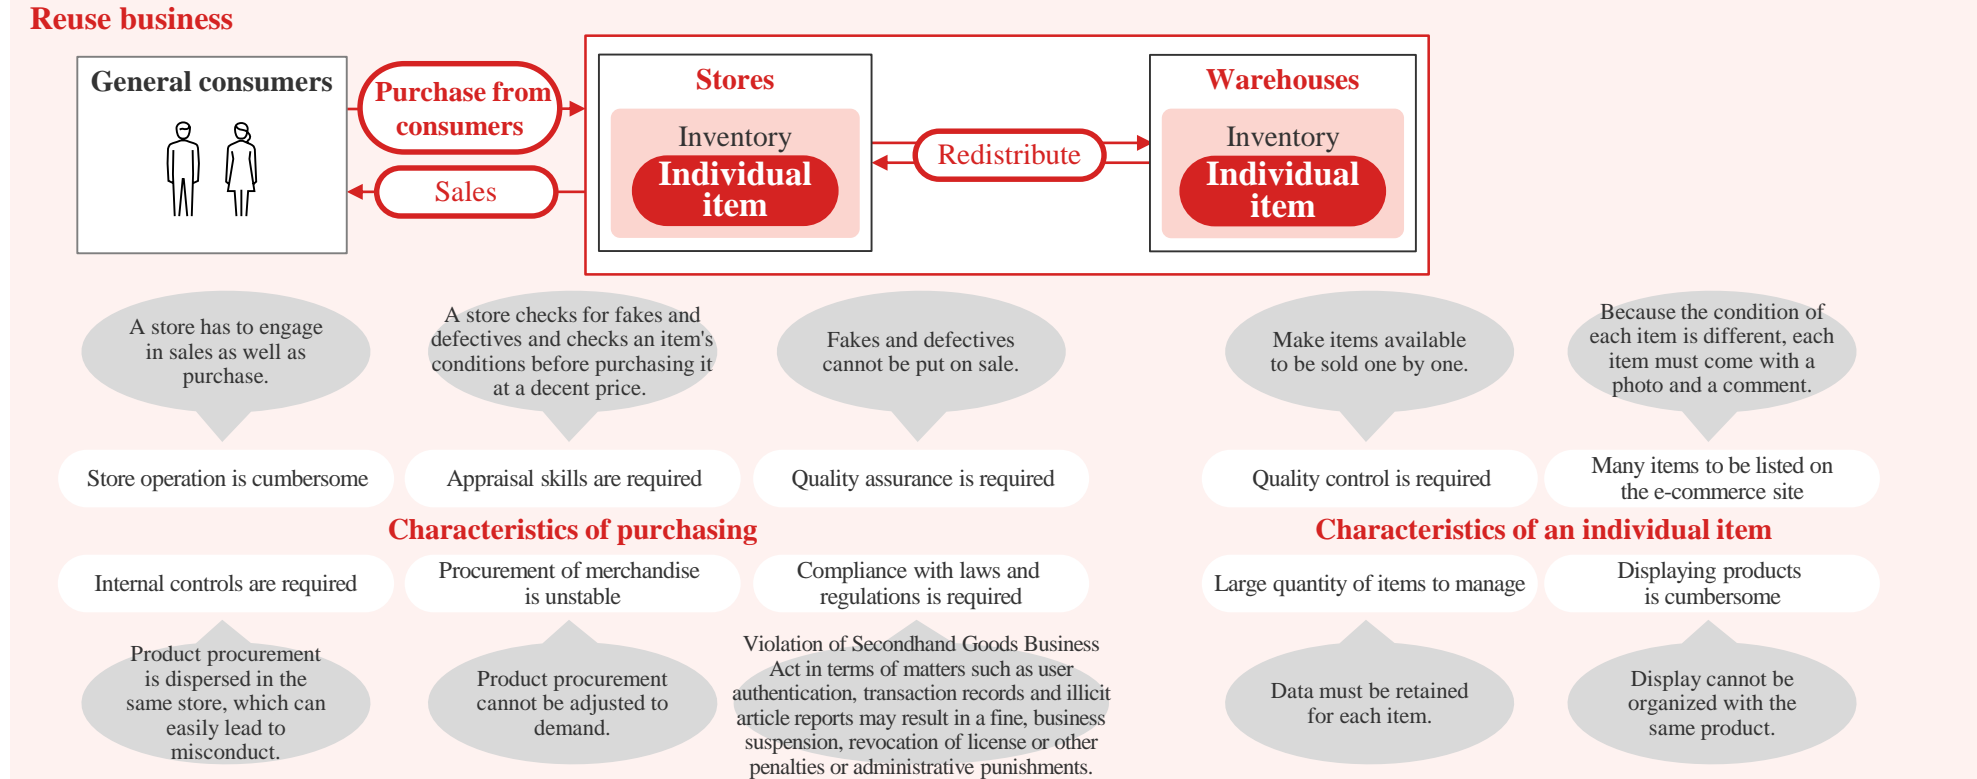 Reuse business
General consumers
Purchase from
consumers
Sales
Stores
Inventory
Individual
item
Redistribute
Warehouses
Inventory
Individual
item
A store has to engage
in sales as well as
purchase.
A store checks for fakes and
defectives and checks an item's
conditions before purchasing it
at a decent price.
Fakes and defectives
cannot be put on sale.
Make items available
to be sold one by one.
Because the condition of
each item is different, each
item must come with a
photo and a comment.
Store operation is cumbersome
Appraisal skills are required
Quality assurance is required
Quality control is required
Many items to be listed on
the e-commerce site
Characteristics of purchasing
Characteristics of an individual item
Internal controls are required
Procurement of merchandise
is unstable
Compliance with laws and
regulations is required
Large quantity of items to manage
Displaying products
is cumbersome
Product procurement
is dispersed in the
same store, which can
easily lead to
misconduct.
Product procurement
cannot be adjusted to
demand.
Violation of Secondhand Goods Business
Act in terms of matters such as user
authentication, transaction records and illicit
article reports may result in a fine, business
suspension, revocation of license or other
penalties or administrative punishments.
Data must be retained
for each item.
Display cannot be
organized with the
same product.